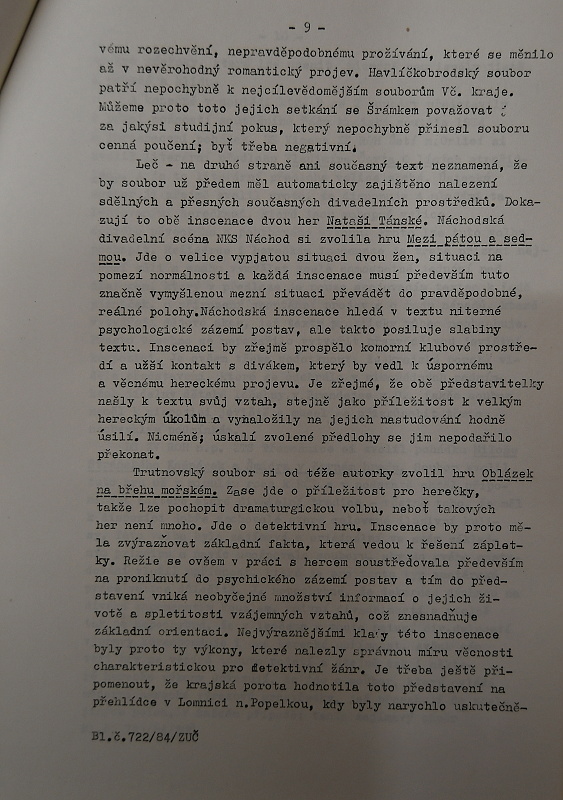 - 9 -
vému rozechvění, nepravděpodobnému prožívání, které se měnilo
až v nevěrohodný romantický projev. Havlíčkobrodský soubor
patří nepochybně k nejcílevědomějším souborům Vč. kraje.
Můžeme proto toto jejich setkání se Šrámkem považovat
za jakýsi studijní pokus, který nepochybně přinesl souboru
cenná poučení; byť třeba negativní.
Leč - na druhé straně ani současný text neznamená, že
by soubor už předem měl automaticky zajištěno nalezení
sdělných a přesných současných divadelních prostředků. Doka-
zují to obě inscenace dvou her Nataši Tánské. Náchodská
divadelní scéna NKS Náchod si zvolila hru Mezi pátou a sed-
mou. Jde o velice vypjatou situaci dvou žen, situaci na
pomezí normálnosti a každá inscenace musí především tuto
značně vymyšlenou mezní situaci převádět do pravděpodobné,
reálné polohy.Náchodská inscenace hledá v textu niterné
psychologické zázemí postav, ale takto posiluje slabiny
textu. Inscenaci by zřejmě prospělo komorní klubové prostře-
dí a užší kontakt s divákem, který by vedl k úspornému
a věcnému hereckému projevu. Je zřejmé, že obě představitelky
našly k textu svůj vztah, stejně jako příležitost k velkým
hereckým úkolům a vynaložily na jejich nastudování hodně
úsilí. Nicméně; úskalí zvolené předlohy se jim nepodařilo
překonat.
Trutnovský soubor si od téže autorky zvolil hru Oblázek
na břehu mořském. Zase jde o příležitost pro herečky,
takže lze pochopit dramaturgickou volbu, neboť takových
her není mnoho. Jde o detektivní hru. Inscenace by proto mě-
la zvýrazňovat základní fakta, která vedou k řešení záplet-
ky. Režie se ovšem v práci s hercem soustřeďovala především
na proniknutí do psychického zázemí postav a tím do před-
stavení vniká neobyčejné množství informací o jejich ži-
votě a spletitosti vzájemných vztahů, což znesnadňuje
základní orientaci. Nejvýraznějšími klady této inscenace
byly proto ty výkony, které nalezly správnou míru věcnosti
charakteristickou pro detektivní žánr. Je třeba ještě při-
pomenout, že krajská porota hodnotila toto představení na
přehlídce v Lomnici n.Popelkou, kdy byly narychlo uskutečně-
Bl.č.722/84/ZUČ